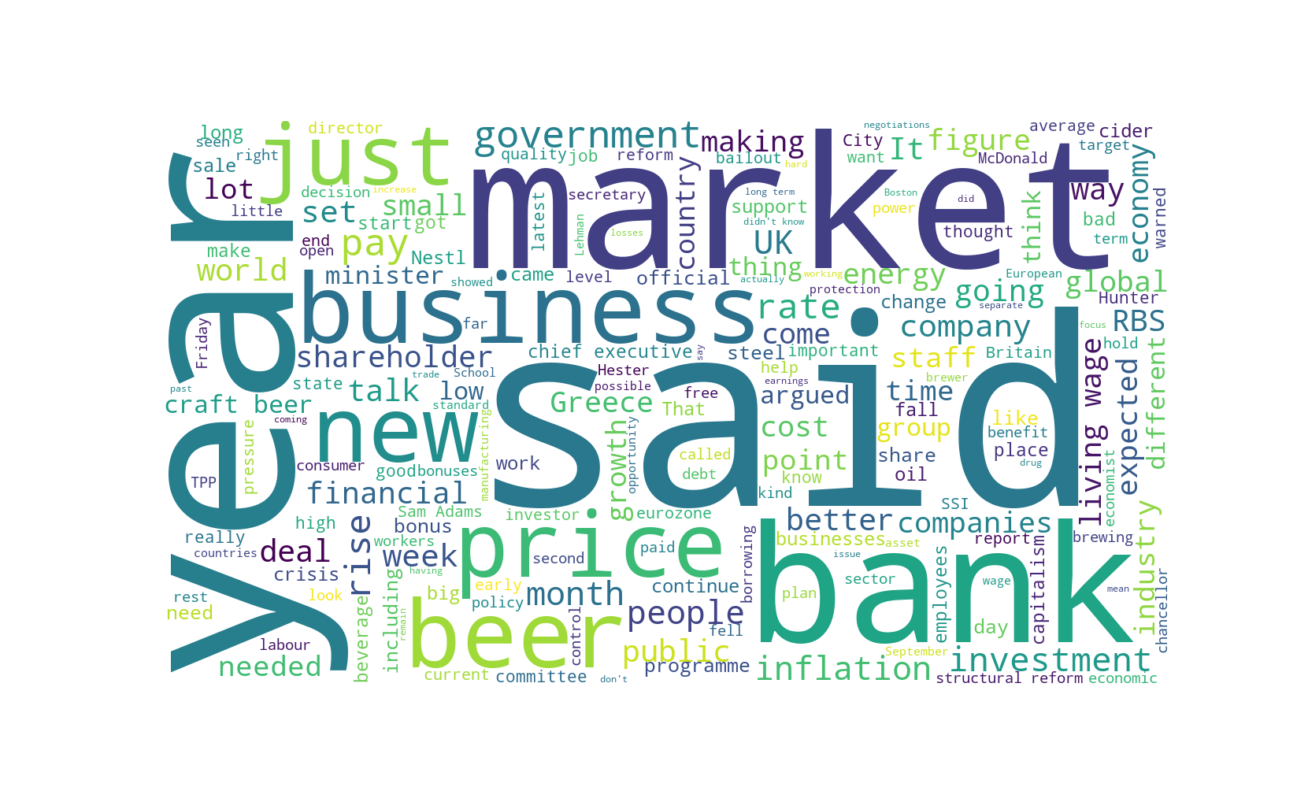 long
director
seen
right
sale
just
lot
decision
increase
little
set
start
got
small
make
end
open
pay
Nestl
world
minister
showed
year
government
quality
job
reform
making
bailout
negotiations
City
want
It
figure
average
cider
target
McDonald
hard
way
economy
warned
market
latest
Lehman
secretary
losses
country
long term
support
didn't know
Boston
power
did
thought
think
bad
term
UK
thing
came
level
official
actually
working
energy
protection
European
separate
going
global
Hunter
business
far
rate
come
change
company
RBS
focus
hold
Friday
shareholder
chief executive
say
steel
important
staff
Britain
past
state
talk
trade
School
low
Hester
possible
help
earnings
free
argued
time
brewer
expected
different
craft beer
standard
coming
new
said
Greece
That
fall
like
benefit
living wage
pressure
consumer
good
bonuses
manufacturing
work
growth
opportunity
called
debt
cost
point
know
kind
group
share
oil
place
drug
economist
TPP
financial
Sam Adams
investor
eurozone
SSI
really
high
rise
bonus
better
companies
countries
workers
deal
week
price
second
paid
borrowing
businesses
asset
issue
report
brewing
industry
crisis
having
rest
look
early
big
policy
month
continue
bank
sector
plan
employees
wage
capitalism
mean
chancellor
need
beverage
including
remain
beer
control
people
fell
day
labour
public
September
needed
current
committee
don't
programme
inflation
investment
structural reform
economic